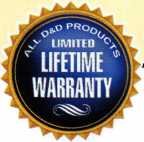 ALL D&D PRODUCTS
LIMITED
LIFETIME
WARRANTY